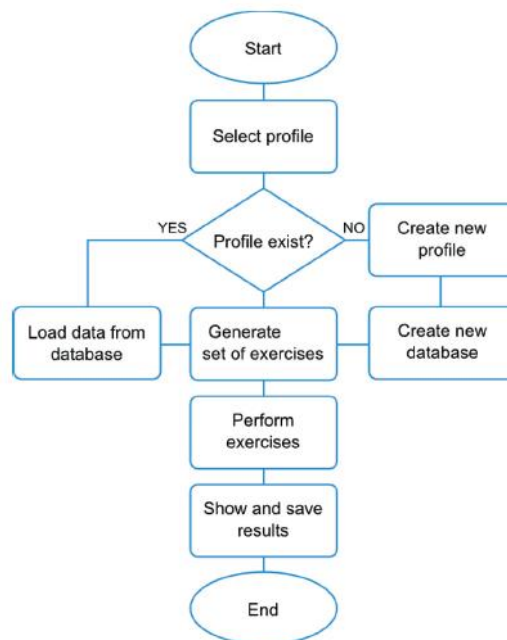 Start
Select profile
YES
Profile exist?
NO
Create new
profile
Load data from
database
Generate
set of exercises
Create new
database
Perform
exercises
Show and save
results
End